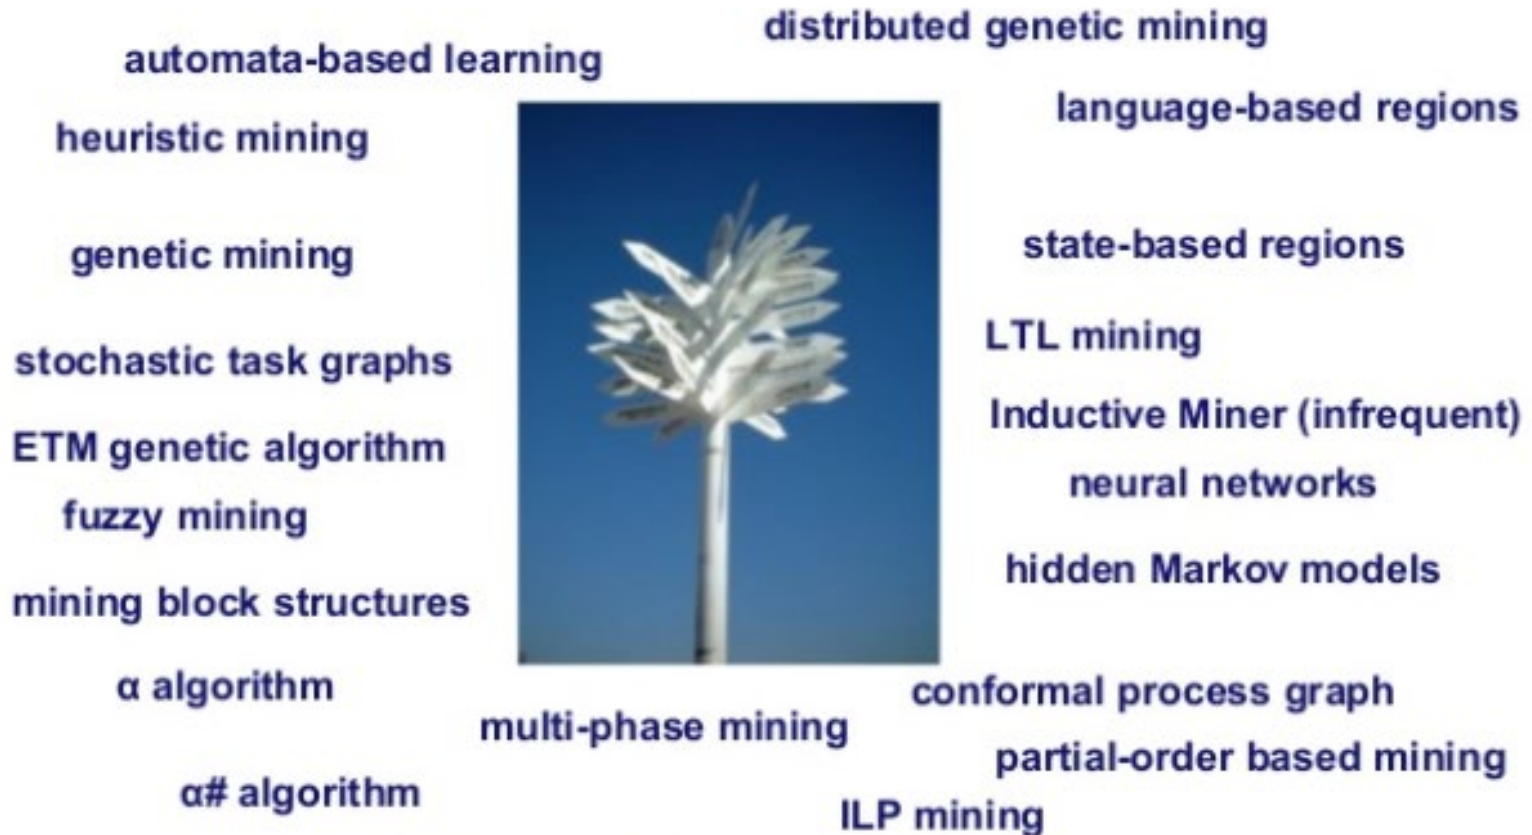 distributed genetic mining
automata-based learning
language-based regions
heuristic mining
state-based regions
genetic mining
LTL mining
stochastic task graphs
Inductive Miner (infrequent)
ETM genetic algorithm
neural networks
fuzzy mining
hidden Markov models
mining block structures
α algorithm
conformal process graph
multi-phase mining
partial-order based mining
α# algorithm
ILP mining